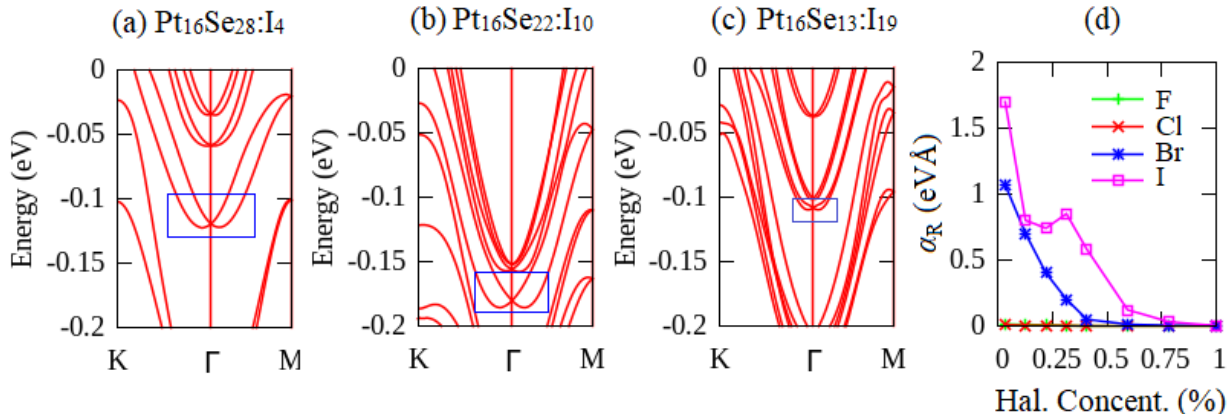 (a) Pt₁₆Se₂₈:I₄
(b) Pt₁₆Se₂₂:I₁₀
(c) Pt₁₆Se₁₃:I₁₉
(d)
Energy (eV)
0
-0.05
-0.1
-0.15
-0.2
K
Γ
M
Energy (eV)
0
-0.05
-0.1
-0.15
-0.2
K
Γ
M
Energy (eV)
0
-0.05
-0.1
-0.15
-0.2
K
Γ
M
α_R (eVÅ)
2
1.5
1
0.5
0
F
Cl
Br
I
0 0.25 0.5 0.75 1
Hal. Concent. (%)